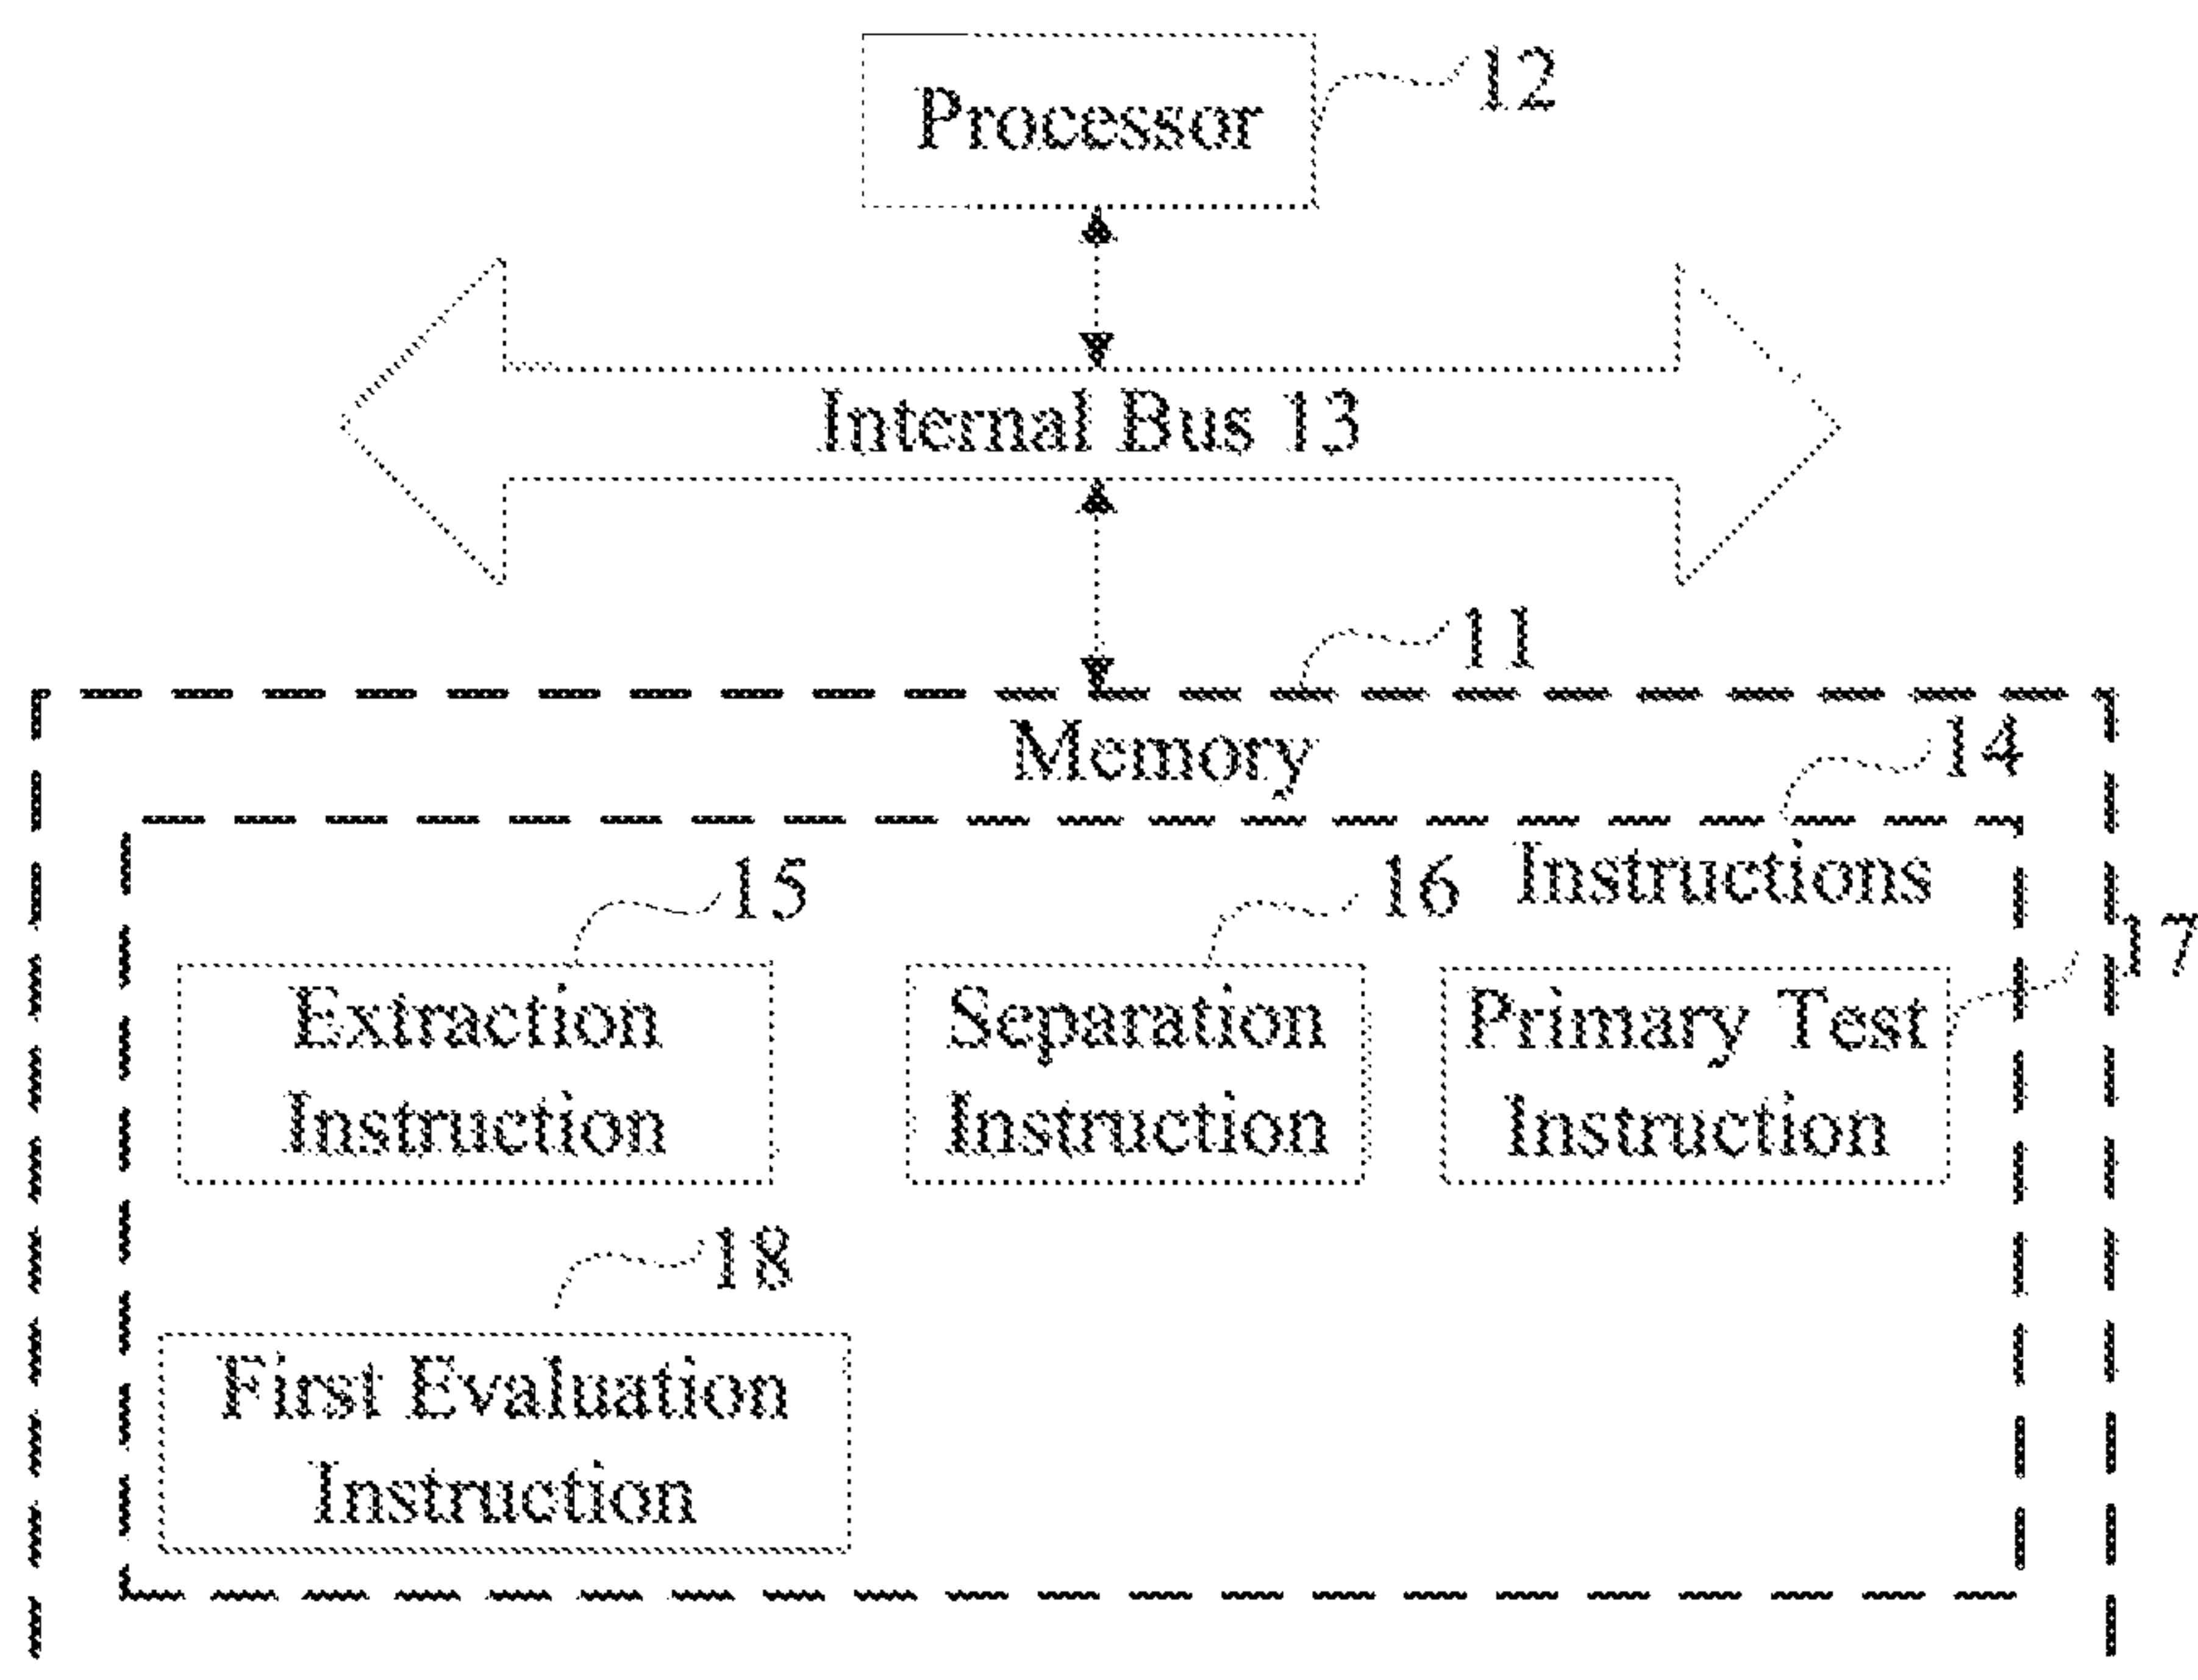 Processor
12
Internal Bus 13
11
Memory
14
Instructions
15
16
17
Extraction
Instruction
Separation
Instruction
Primary Test
Instruction
18
First Evaluation
Instruction